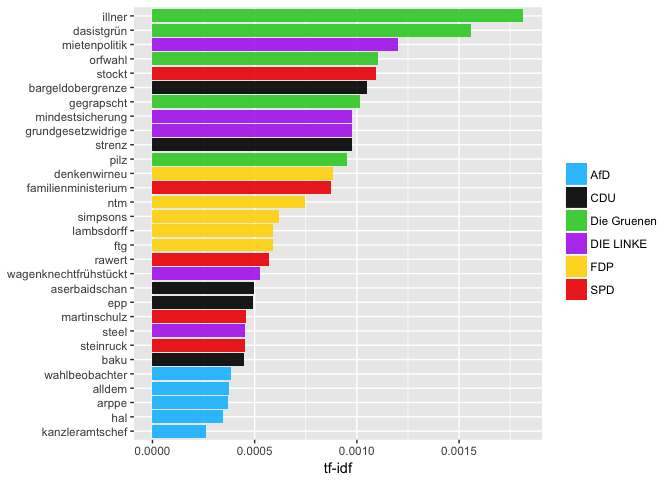 illner
dasistgrün
mietenpolitik
orfwahl
stockt
bargeldobergrenze
gegrapscht
mindestsicherung
grundgesetzwidrige
strenz
pilz
denkenwirneu
familienministerium
ntm
simpsons
lambsdorff
ftg
rawert
wagenknechtfrühstückt
aserbaidschan
epp
martinschulz
steel
steinruck
baku
wahlbeobachter
alldem
arppe
hal
kanzleramtschef
0.0000 0.0005 0.0010 0.0015
tf-idf
AfD
CDU
Die Gruenen
DIE LINKE
FDP
SPD